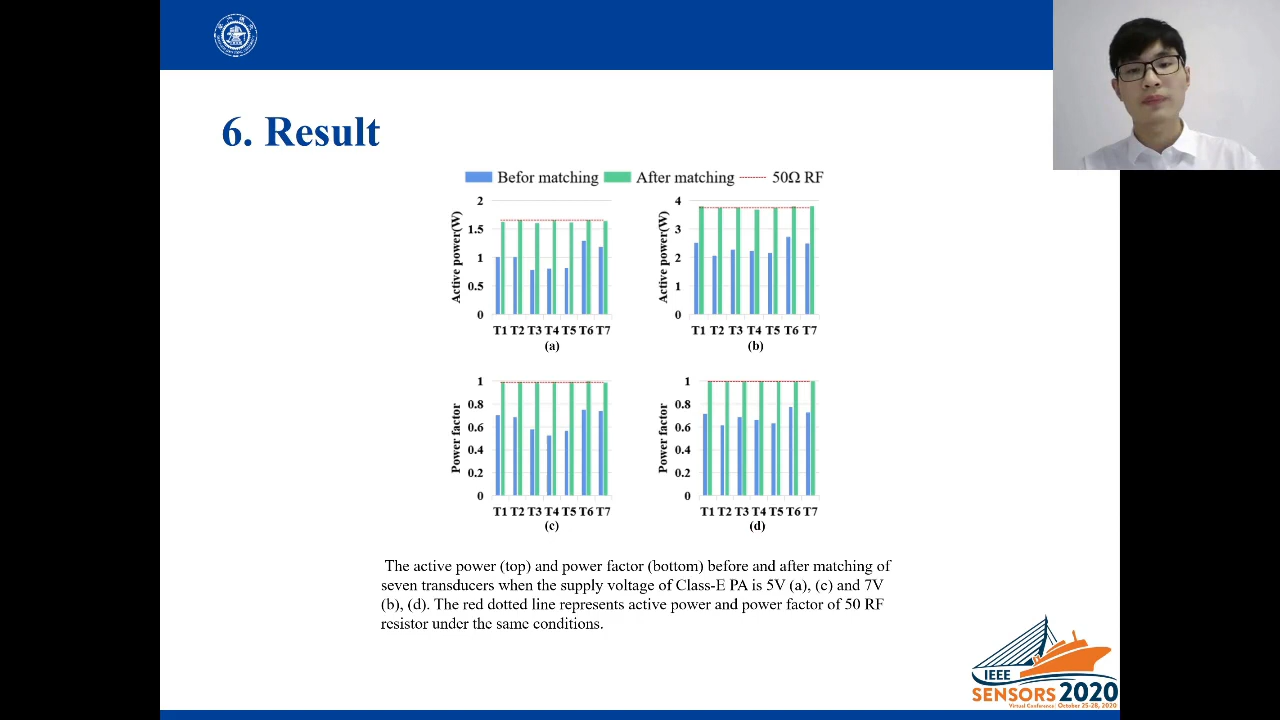 6. Result
Befor matching After matching 50Ω RF
Active power(W)
2
1.5
1
0.5
0
T1 T2 T3 T4 T5 T6 T7
(a)
Active power(W)
4
3
2
1
0
T1 T2 T3 T4 T5 T6 T7
(b)
Power factor
1
0.8
0.6
0.4
0.2
0
T1 T2 T3 T4 T5 T6 T7
(c)
Power factor
1
0.8
0.6
0.4
0.2
0
T1 T2 T3 T4 T5 T6 T7
(d)
The active power (top) and power factor (bottom) before and after matching of
seven transducers when the supply voltage of Class-E PA is 5V (a), (c) and 7V
(b), (d). The red dotted line represents active power and power factor of 50 RF
resistor under the same conditions.
IEEE
SENSORS 2020
Virtual Conference: October 25-28, 2020